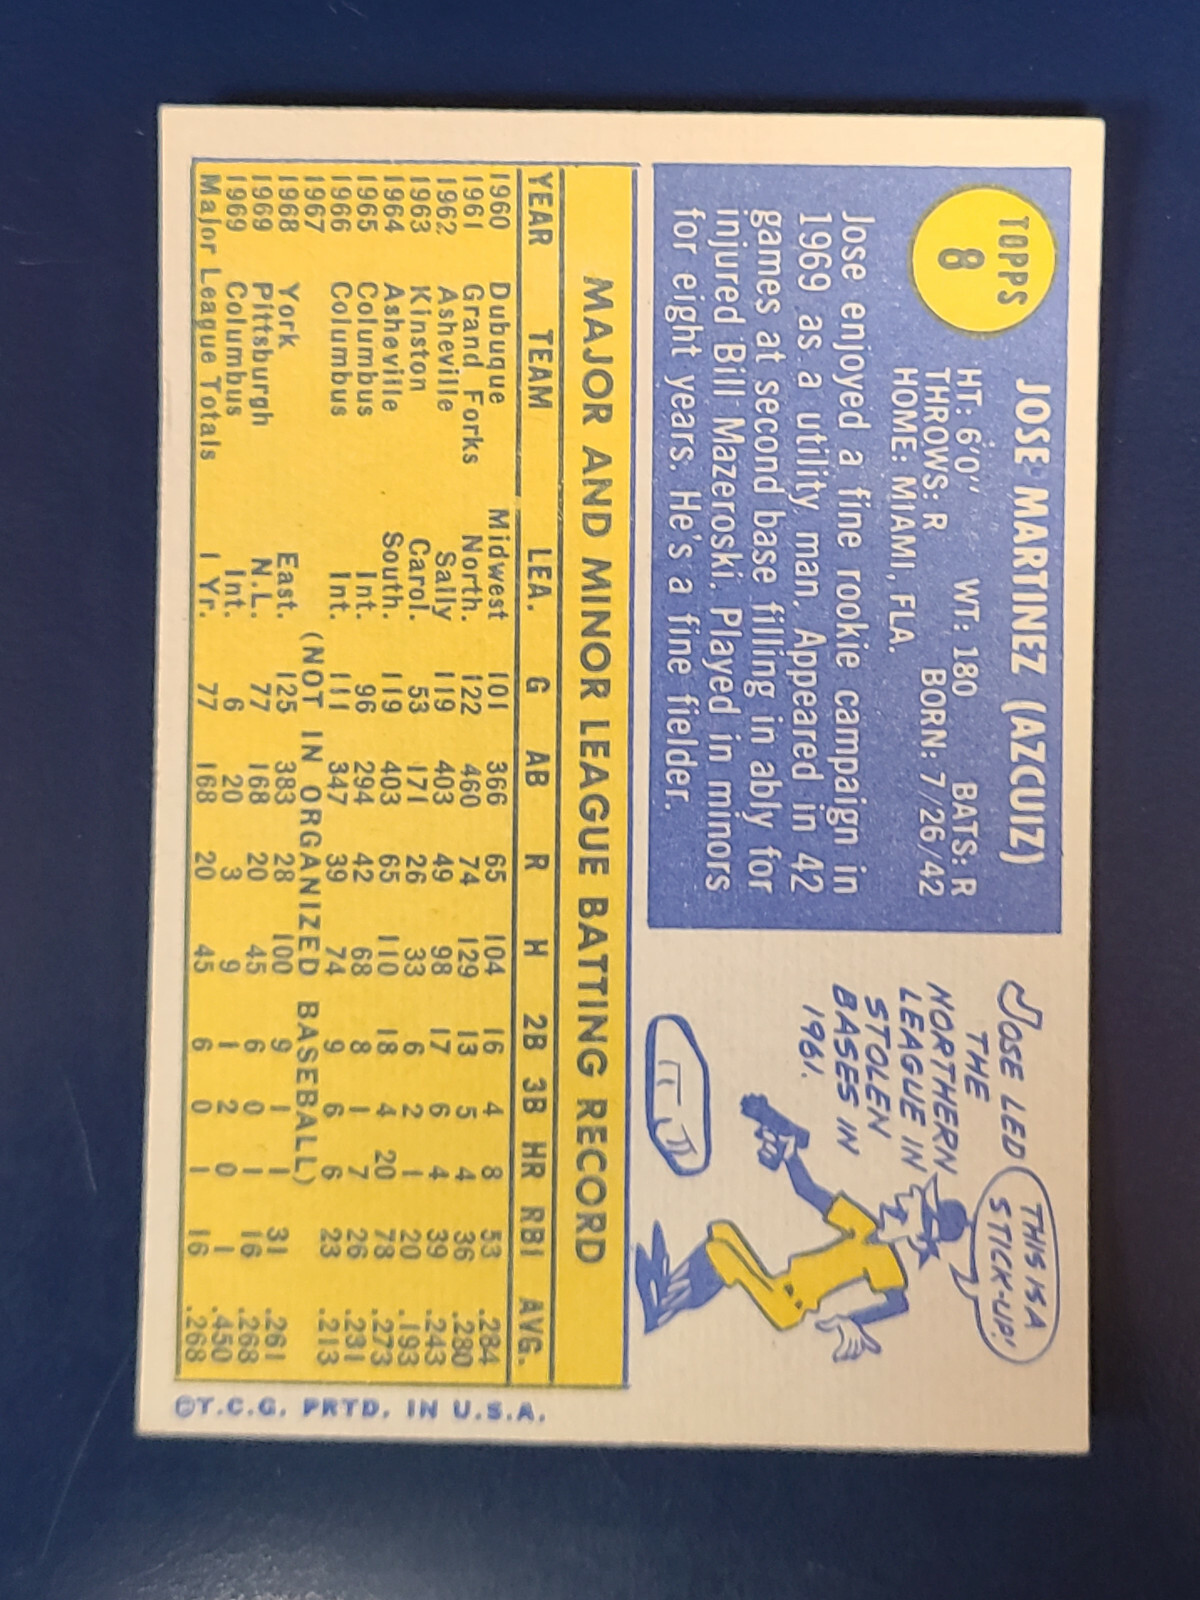 TOPPS
8
JOSE MARTINEZ (AZCUIZ)
HT: 6'0" WT: 180 BATS: R
THROWS: R BORN: 7/26/42
HOME: MIAMI, FLA.
Jose enjoyed a fine rookie campaign in
1969 as a utility man. Appeared in 42
games at second base filling in ably for
injured Bill Mazeroski. Played in minors
for eight years. He's a fine fielder.
JOSE LED
THE
NORTHERN
LEAGUE IN
STOLEN
BASES IN
1961.
THIS IS A
STICK-UP!
MAJOR AND MINOR LEAGUE BATTING RECORD
YEAR TEAM LEA. G AB R H 2B 3B HR RBI AVG.
1960 Dubuque Midwest 101 366 65 104 16 4 8 53 .284
1961 Grand Forks North. 122 460 74 129 13 5 4 36 .280
1962 Asheville Sally 119 403 49 98 17 6 4 39 .243
1963 Kinston Carol. 53 171 26 33 6 2 1 20 .193
1964 Asheville South. 119 403 65 110 18 4 20 78 .273
1965 Columbus Int. 96 294 42 68 8 1 7 26 .231
1966 Columbus Int. 111 347 39 74 9 6 6 23 .213
1967 (NOT IN ORGANIZED BASEBALL)
1968 York East. 125 383 28 100 9 1 1 31 .261
1969 Pittsburgh N.L. 77 168 20 45 6 0 1 16 .268
1969 Columbus Int. 6 20 3 9 1 2 0 1 .450
Major League Totals 1 Yr. 77 168 20 45 6 0 1 16 .268
©T.C.G. PRTD. IN U.S.A.